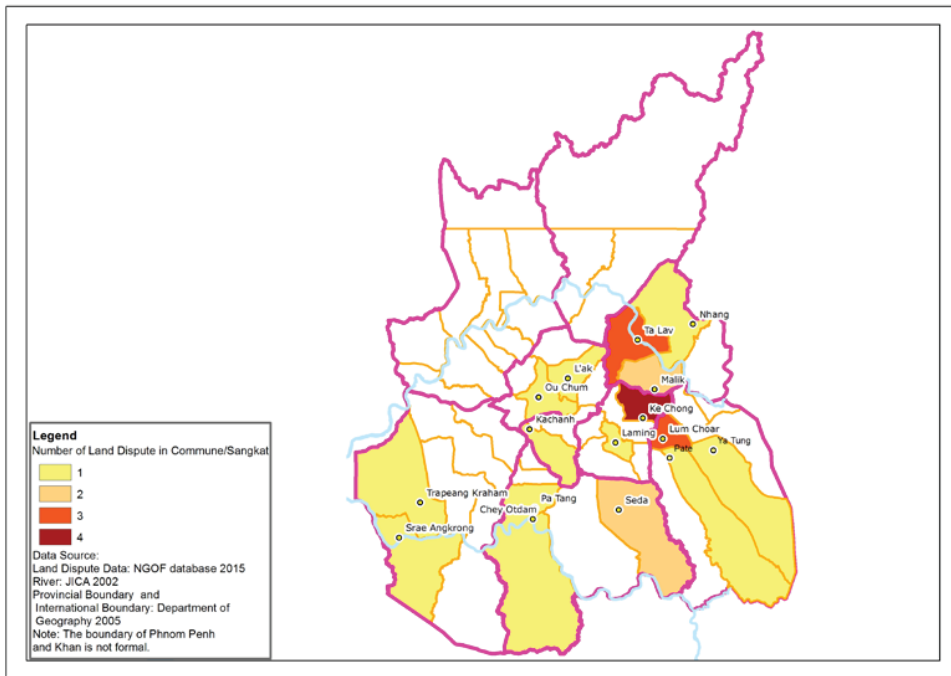 Nhang
Ta Lav
L'ak
Malik
Ou Chum
Ke Chong
Kachanh
Lum Choar
Laming
Ya Tung
Pate
Trapeang Kraham
Pa Tang
Seda
Chey Otdam
Srae Angkrong
Legend
Number of Land Dispute in Commune/Sangkat
1
2
3
4
Data Source:
Land Dispute Data: NGOF database 2015
River: JICA 2002
Provincial Boundary and
International Boundary: Department of
Geography 2005
Note: The boundary of Phnom Penh
and Khan is not formal.